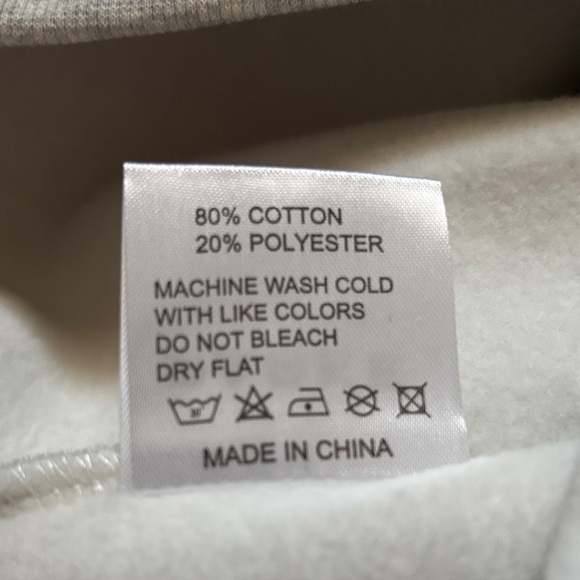 80% COTTON
20% POLYESTER
MACHINE WASH COLD
WITH LIKE COLORS
DO NOT BLEACH
DRY FLAT
MADE IN CHINA